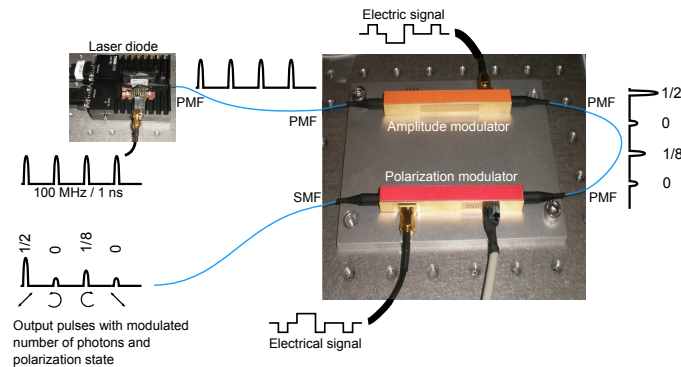 Electric signal
Laser diode
PMF
PMF
PMF
1/2
0
1/8
0
Amplitude modulator
100 MHz / 1 ns
Polarization modulator
SMF
PMF
1/2
0
1/8
0
Output pulses with modulated
number of photons and
polarization state
Electrical signal